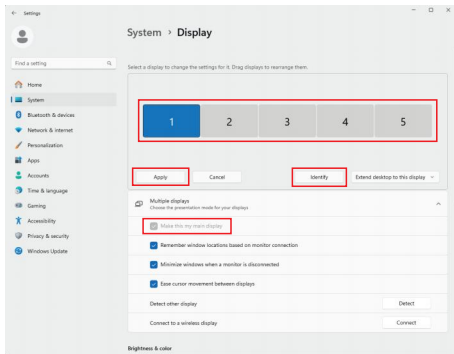 Settings
System > Display
Find a setting
Select a display to change the settings for it. Drag displays to rearrange them.
Home
System
Bluetooth & devices
Network & internet
Personalization
Apps
Accounts
Time & language
Gaming
Accessibility
Privacy & security
Windows Update
1 2 3 4 5
Apply Cancel Identify Extend desktop to this display
Multiple displays
Choose the presentation mode for your displays
Make this my main display
Remember window locations based on monitor connection
Minimize windows when a monitor is disconnected
Ease cursor movement between displays
Detect other display Detect
Connect to a wireless display Connect
Brightness & color